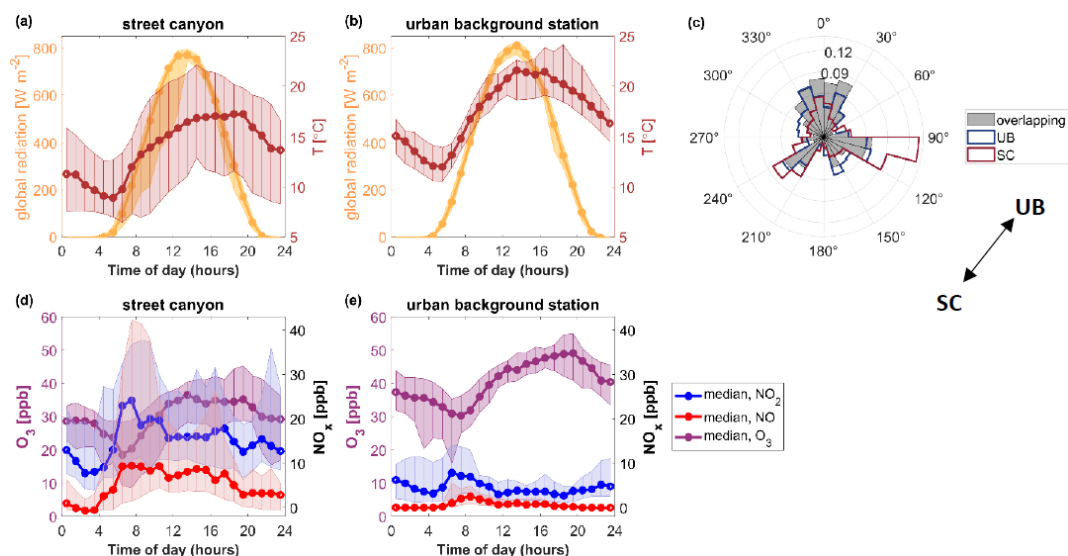 (a) street canyon
global radiation [W m-2]
800
600
400
200
0
25
20
15
10
5
T [°C]
0 4 8 12 16 20 24
Time of day (hours)
(b) urban background station
global radiation [W m-2]
800
600
400
200
0
25
20
15
10
5
T [°C]
0 4 8 12 16 20 24
Time of day (hours)
(c)
0°
30°
60°
90°
120°
150°
180°
210°
240°
270°
300°
330°
0.12
0.09
overlapping
UB
SC
UB
SC
(d) street canyon
O3 [ppb]
60
50
40
30
20
10
0
40
30
20
10
0
NOx [ppb]
0 4 8 12 16 20 24
Time of day (hours)
(e) urban background station
O3 [ppb]
60
50
40
30
20
10
0
40
30
20
10
0
NOx [ppb]
0 4 8 12 16 20 24
Time of day (hours)
median, NO2
median, NO
median, O3